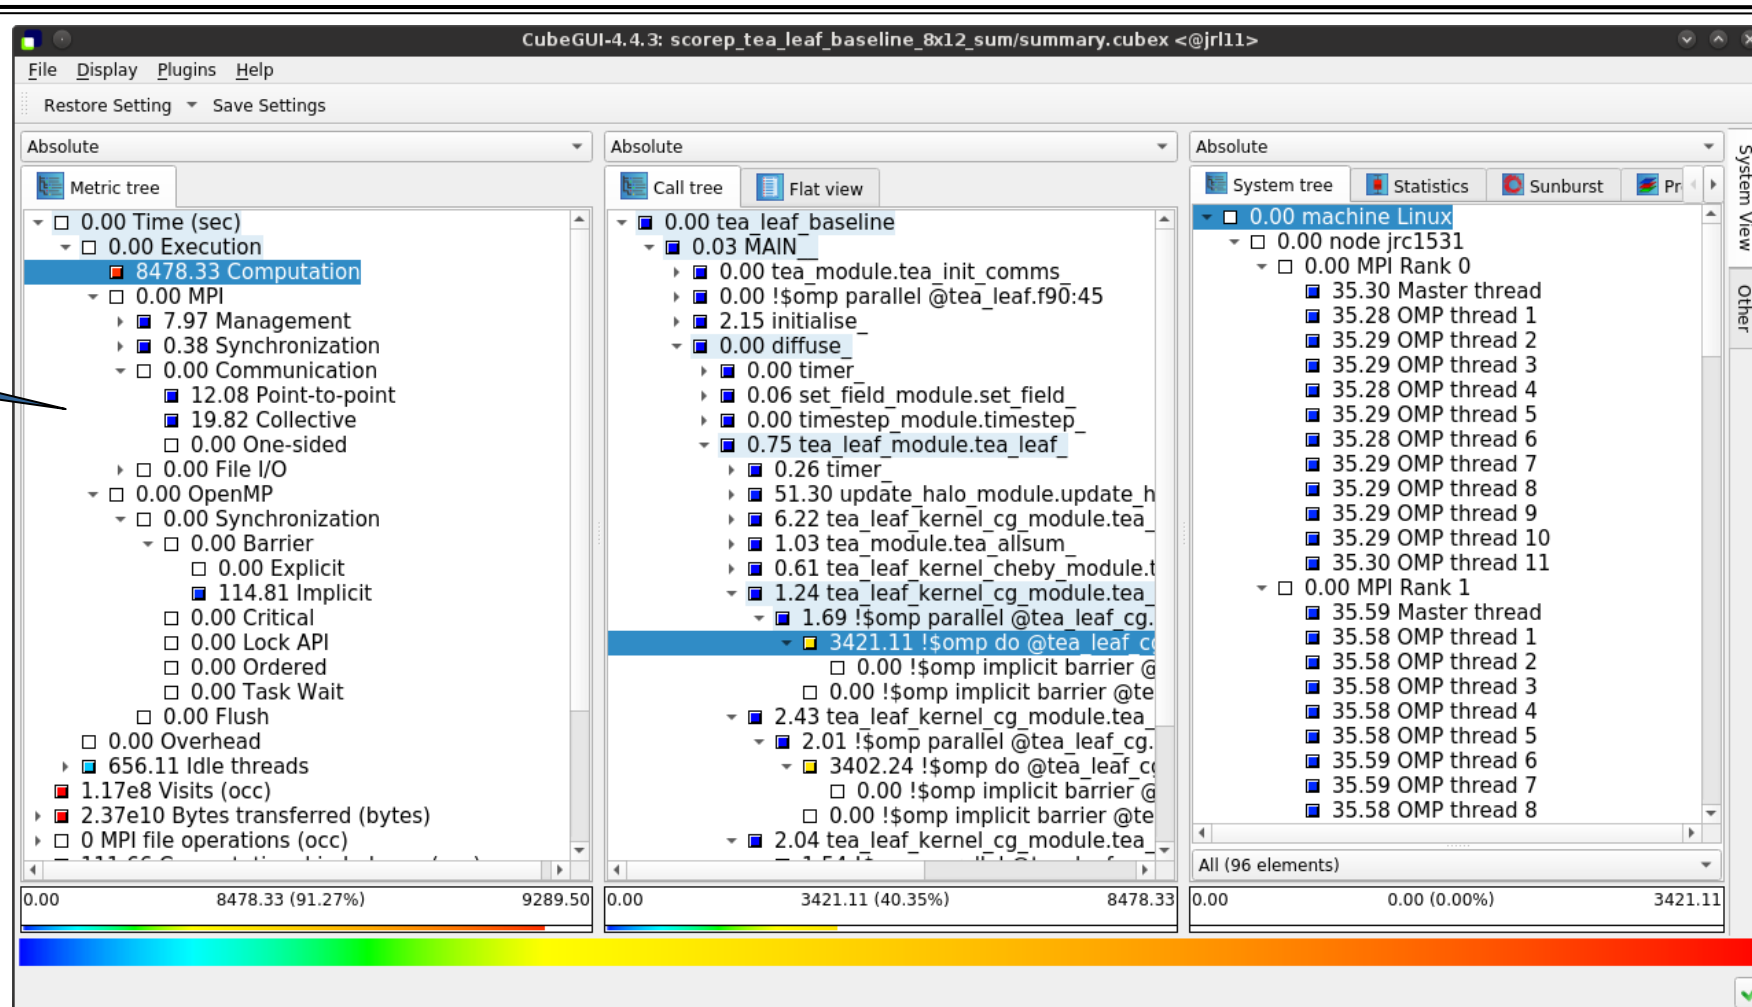 CubeGUI-4.4.3: scorep_tea_leaf_baseline_8x12_sum/summary.cubex <@jrl11>
File Display Plugins Help
Restore Setting Save Settings
Absolute
Metric tree
0.00 Time (sec)
0.00 Execution
8478.33 Computation
0.00 MPI
7.97 Management
0.38 Synchronization
0.00 Communication
12.08 Point-to-point
19.82 Collective
0.00 One-sided
0.00 File I/O
0.00 OpenMP
0.00 Synchronization
0.00 Barrier
0.00 Explicit
114.81 Implicit
0.00 Critical
0.00 Lock API
0.00 Ordered
0.00 Task Wait
0.00 Flush
0.00 Overhead
656.11 Idle threads
1.17e8 Visits (occ)
2.37e10 Bytes transferred (bytes)
0 MPI file operations (occ)
0.00 8478.33 (91.27%) 9289.50
Absolute
Call tree Flat view
0.00 tea_leaf_baseline
0.03 MAIN__
0.00 tea_module.tea_init_comms_
0.00 !$omp parallel @tea_leaf.f90:45
2.15 initialise_
0.00 diffuse_
0.00 timer_
0.06 set_field_module.set_field_
0.00 timestep_module.timestep_
0.75 tea_leaf_module.tea_leaf_
0.26 timer_
51.30 update_halo_module.update_h
6.22 tea_leaf_kernel_cg_module.tea_
1.03 tea_module.tea_allsum_
0.61 tea_leaf_kernel_cheby_module.t
1.24 tea_leaf_kernel_cg_module.tea_
1.69 !$omp parallel @tea_leaf_cg.
3421.11 !$omp do @tea_leaf_cg
0.00 !$omp implicit barrier @
0.00 !$omp implicit barrier @te
2.43 tea_leaf_kernel_cg_module.tea_
2.01 !$omp parallel @tea_leaf_cg.
3402.24 !$omp do @tea_leaf_cg
0.00 !$omp implicit barrier @
0.00 !$omp implicit barrier @te
2.04 tea_leaf_kernel_cg_module.tea_
0.00 3421.11 (40.35%) 8478.33
Absolute
System tree Statistics Sunburst Pr
0.00 machine Linux
0.00 node jrc1531
0.00 MPI Rank 0
35.30 Master thread
35.28 OMP thread 1
35.29 OMP thread 2
35.29 OMP thread 3
35.28 OMP thread 4
35.29 OMP thread 5
35.28 OMP thread 6
35.29 OMP thread 7
35.29 OMP thread 8
35.29 OMP thread 9
35.29 OMP thread 10
35.30 OMP thread 11
0.00 MPI Rank 1
35.59 Master thread
35.58 OMP thread 1
35.58 OMP thread 2
35.58 OMP thread 3
35.58 OMP thread 4
35.58 OMP thread 5
35.59 OMP thread 6
35.59 OMP thread 7
35.58 OMP thread 8
All (96 elements)
0.00 0.00 (0.00%) 3421.11
System View
Other